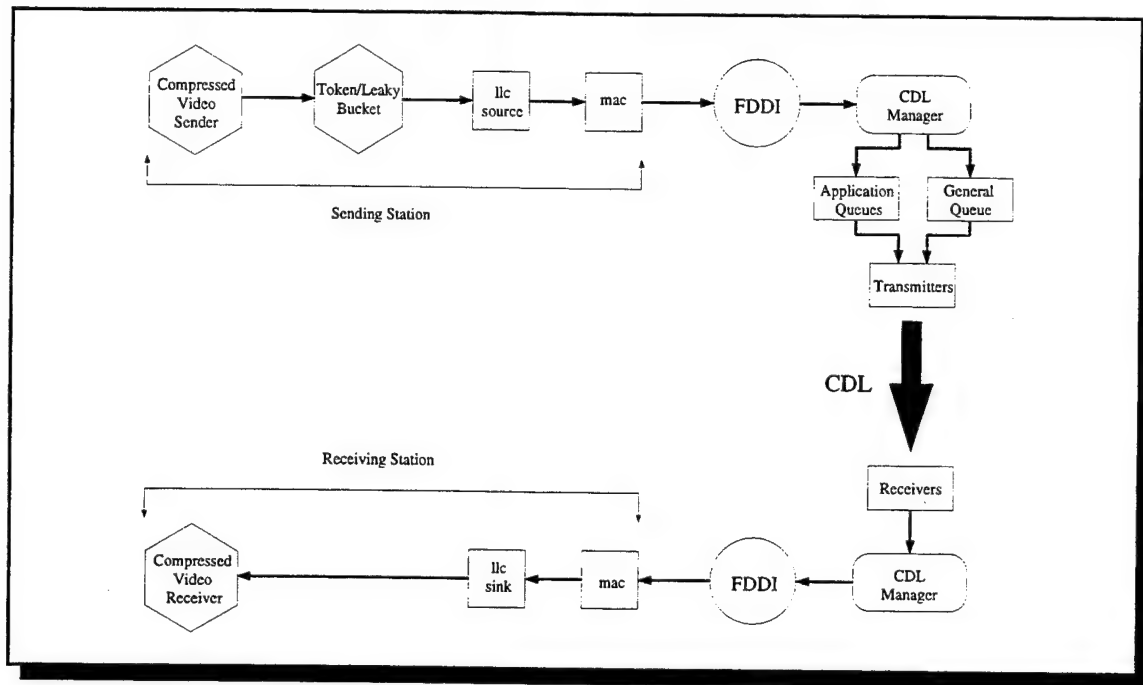 Compressed
Video
Sender
Token/Leaky
Bucket
llc
source
mac
FDDI
CDL
Manager
Application
Queues
General
Queue
Sending Station
Transmitters
CDL
Receiving Station
Receivers
Compressed
Video
Receiver
llc
sink
mac
FDDI
CDL
Manager